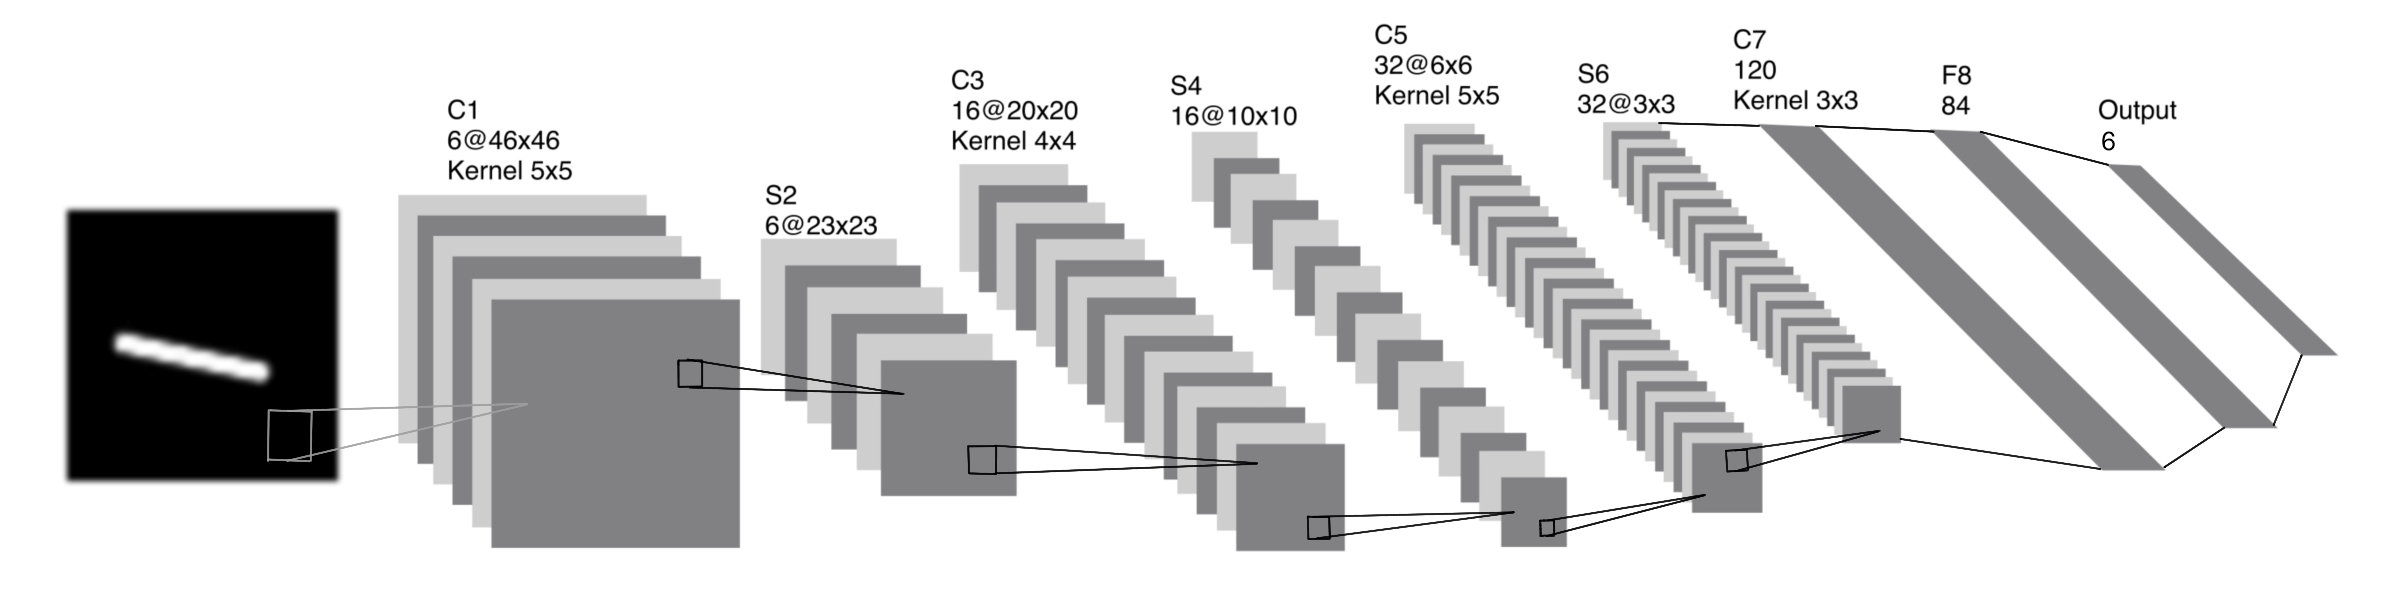 C1
6@46x46
Kernel 5x5
S2
6@23x23
C3
16@20x20
Kernel 4x4
S4
16@10x10
C5
32@6x6
Kernel 5x5
S6
32@3x3
C7
120
Kernel 3x3
F8
84
Output
6